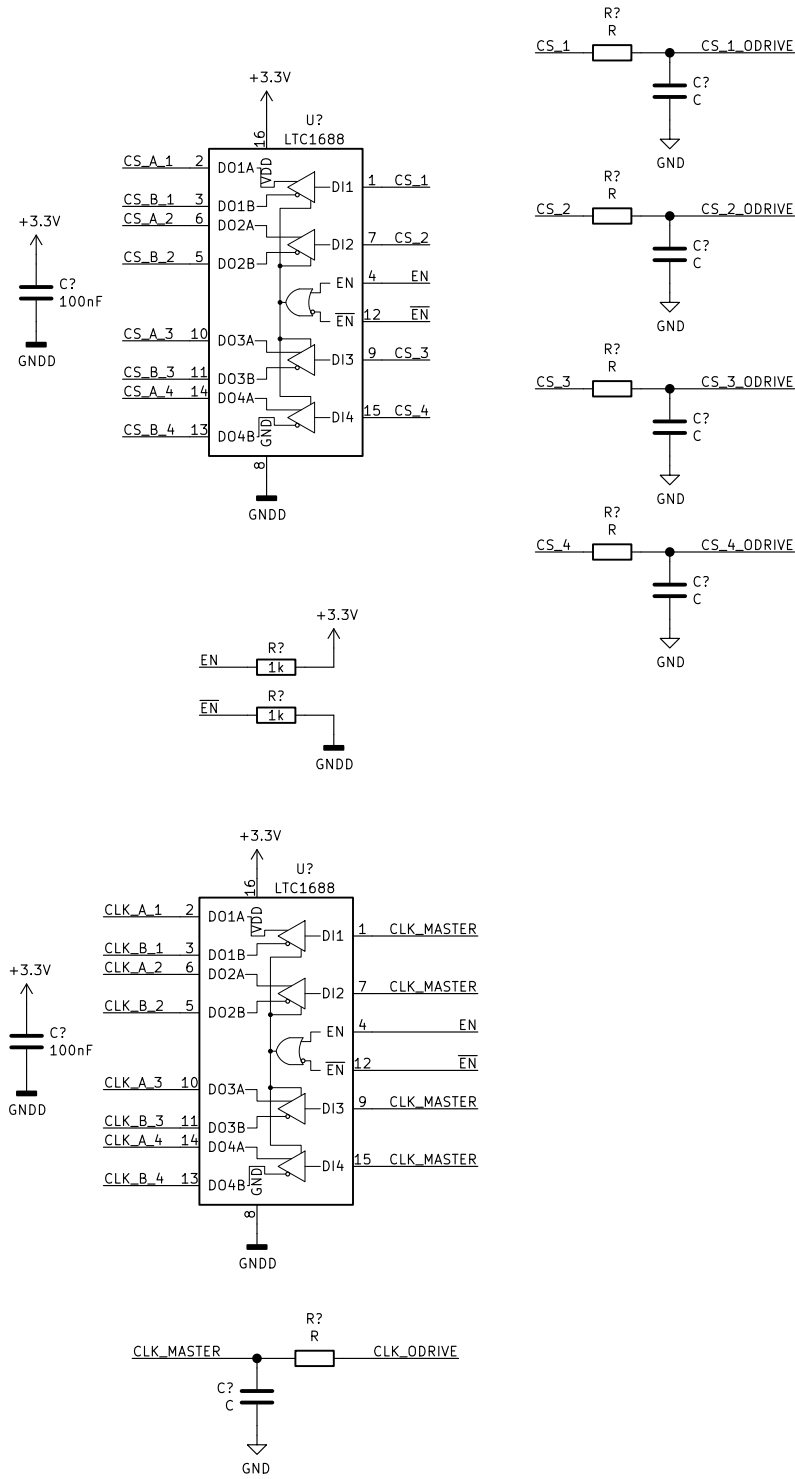 +3.3V
U?
LTC1688
16
VDD
CS_A_1 2 DO1A
CS_B_1 3 DO1B
CS_A_2 6 DO2A
CS_B_2 5 DO2B
CS_A_3 10 DO3A
CS_B_3 11 DO3B
CS_A_4 14 DO4A
CS_B_4 13 DO4B
DI1 1 CS_1
DI2 7 CS_2
EN 4 EN
EN 12 EN
DI3 9 CS_3
DI4 15 CS_4
GND
8
GNDD
+3.3V
C?
100nF
GNDD
R?
R
CS_1 CS_1_ODRIVE
C?
C
GND
R?
R
CS_2 CS_2_ODRIVE
C?
C
GND
R?
R
CS_3 CS_3_ODRIVE
C?
C
GND
R?
R
CS_4 CS_4_ODRIVE
C?
C
GND
+3.3V
R?
EN 1k
R?
EN 1k
GNDD
+3.3V
U?
LTC1688
16
VDD
CLK_A_1 2 DO1A
CLK_B_1 3 DO1B
CLK_A_2 6 DO2A
CLK_B_2 5 DO2B
CLK_A_3 10 DO3A
CLK_B_3 11 DO3B
CLK_A_4 14 DO4A
CLK_B_4 13 DO4B
DI1 1 CLK_MASTER
DI2 7 CLK_MASTER
EN 4 EN
EN 12 EN
DI3 9 CLK_MASTER
DI4 15 CLK_MASTER
GND
8
GNDD
+3.3V
C?
100nF
GNDD
R?
R
CLK_MASTER CLK_ODRIVE
C?
C
GND